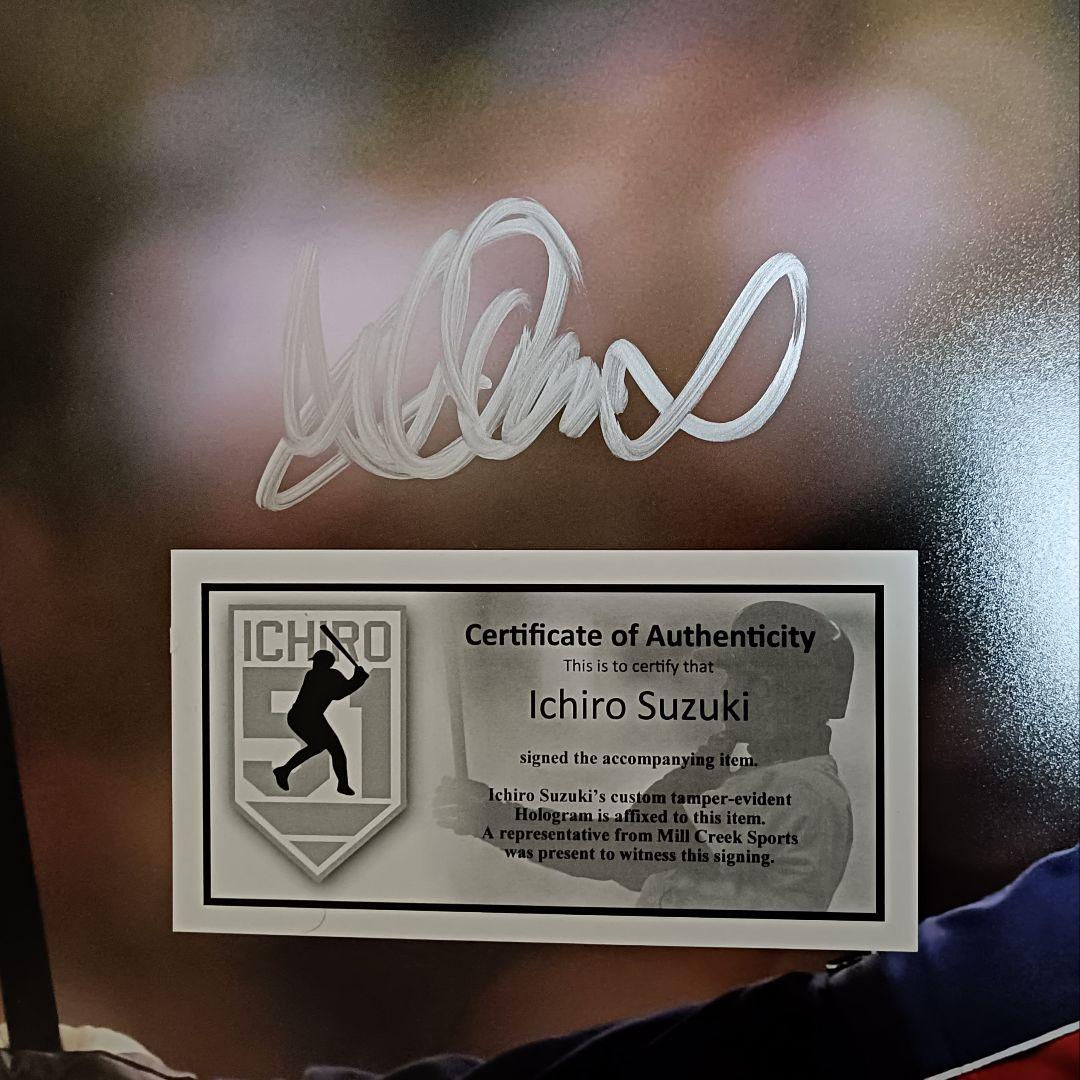 ICHIRO
51
Certificate of Authenticity
This is to certify that
Ichiro Suzuki
signed the accompanying item.
Ichiro Suzuki's custom tamper-evident
Hologram is affixed to this item.
A representative from Mill Creek Sports
was present to witness this signing.